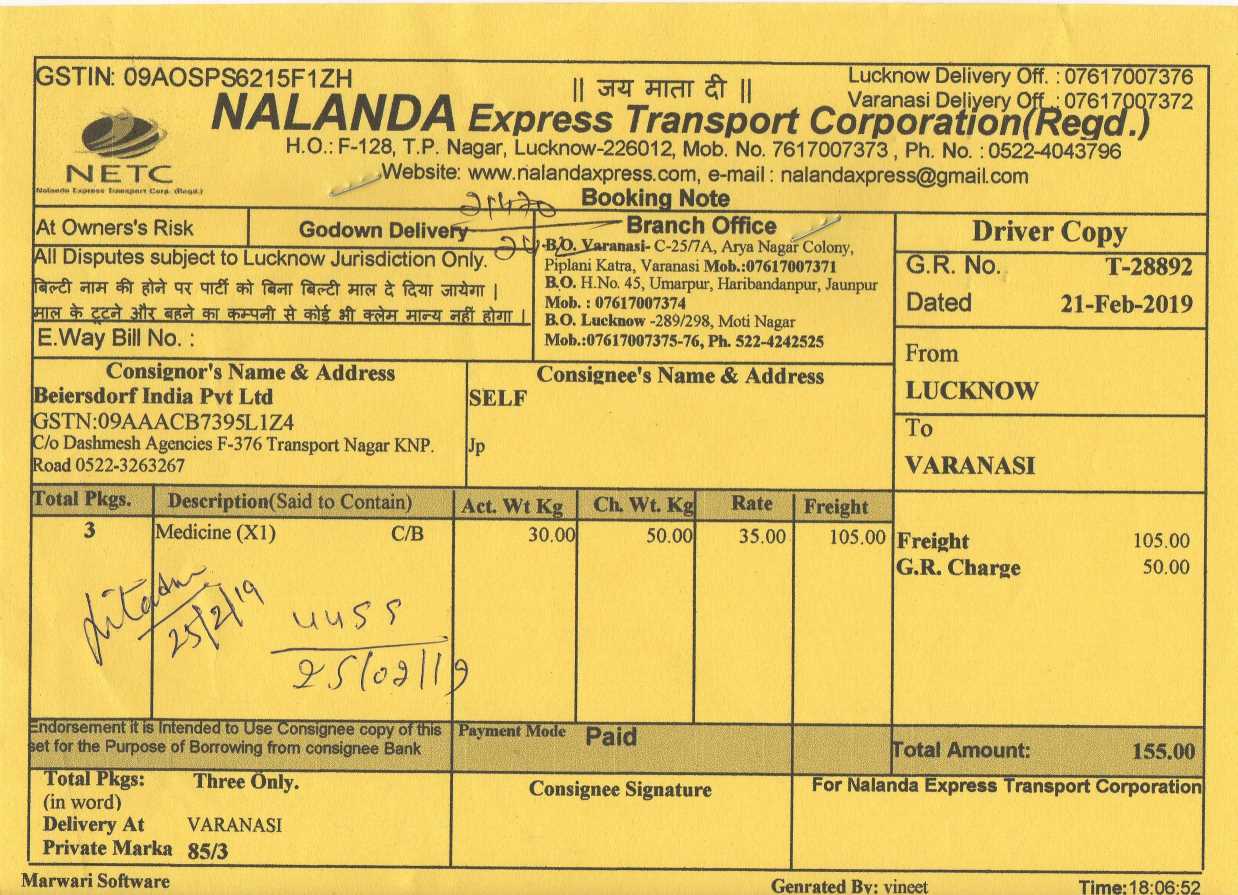 GSTIN: 09AOSPS6215F1ZH
|| जय माता दी ||
Lucknow Delivery Off. : 07617007376
Varanasi Delivery Off. : 07617007372
NALANDA Express Transport Corporation(Regd.)
NETC
Nalanda Express Transport Corp. (Regd.)
H.O.: F-128, T.P. Nagar, Lucknow-226012, Mob. No. 7617007373 , Ph. No. : 0522-4043796
Website: www.nalandaxpress.com, e-mail : nalandaxpress@gmail.com
Booking Note
At Owner's Risk
Godown Delivery
All Disputes subject to Lucknow Jurisdiction Only.
बिल्टी नाम की होने पर पार्टी को बिना बिल्टी माल दे दिया जायेगा |
माल के टूटने और बहने का कम्पनी से कोई भी क्लेम मान्य नहीं होगा |
E.Way Bill No. :
21470
Branch Office
B.O. Varanasi- C-25/7A, Arya Nagar Colony,
Piplani Katra, Varanasi Mob.:07617007371
B.O. H.No. 45, Umarpur, Haribandanpur, Jaunpur
Mob. : 07617007374
B.O. Lucknow -289/298, Moti Nagar
Mob.:07617007375-76, Ph. 522-4242525
Driver Copy
G.R. No. T-28892
Dated 21-Feb-2019
From
LUCKNOW
To
VARANASI
Consignor's Name & Address
Beiersdorf India Pvt Ltd
GSTN:09AAACB7395L1Z4
C/o Dashmesh Agencies F-376 Transport Nagar KNP.
Road 0522-3263267
Consignee's Name & Address
SELF
Jp
Total Pkgs. Description(Said to Contain) Act. Wt Kg Ch. Wt. Kg Rate Freight
3 Medicine (X1) C/B 30.00 50.00 35.00 105.00
Freight 105.00
G.R. Charge 50.00
25/2/19
25/02/19
Endorsement it is Intended to Use Consignee copy of this
set for the Purpose of Borrowing from consignee Bank
Payment Mode Paid
Total Amount: 155.00
Total Pkgs: Three Only.
(in word)
Delivery At VARANASI
Private Marka 85/3
Consignee Signature
For Nalanda Express Transport Corporation
Marwari Software
Genrated By: vineet
Time:18:06:52